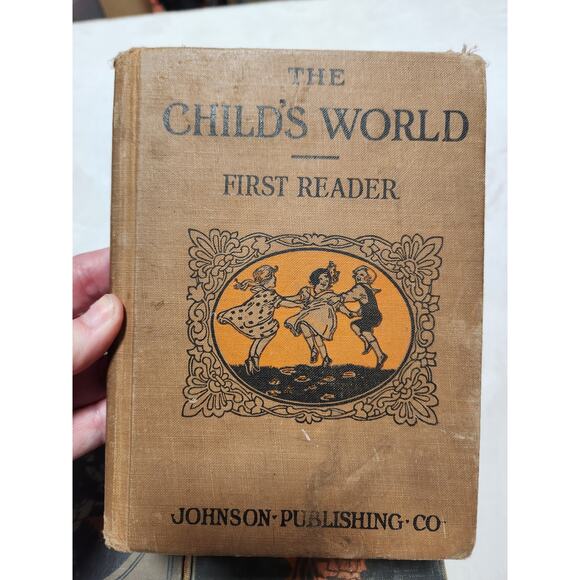 THE
CHILD'S WORLD
FIRST READER
JOHNSON·PUBLISHING·CO·